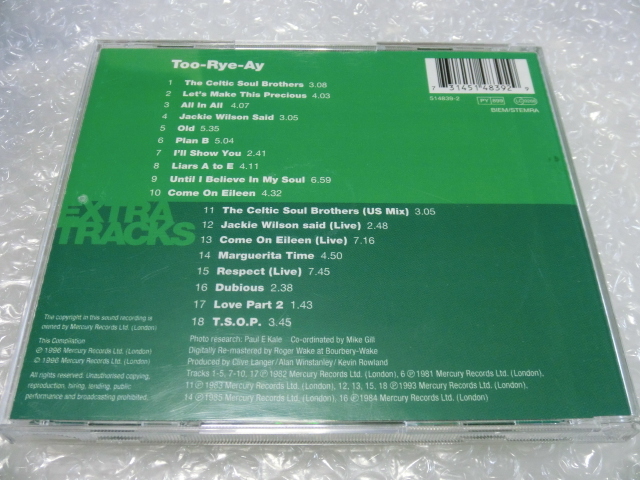 Too-Rye-Ay
1 The Celtic Soul Brothers 3.08
2 Let's Make This Precious 4.03
3 All In All 4.07
4 Jackie Wilson Said 3.05
5 Old 5.35
6 Plan B 5.04
7 I'll Show You 2.41
8 Liars A to E 4.11
9 Until I Believe In My Soul 6.59
10 Come On Eileen 4.32
EXTRA
TRACKS
11 The Celtic Soul Brothers (US Mix) 3.05
12 Jackie Wilson said (Live) 2.48
13 Come On Eileen (Live) 7.16
14 Marguerita Time 4.50
15 Respect (Live) 7.45
16 Dubious 2.38
17 Love Part 2 1.43
18 T.S.O.P. 3.45
7 31451 48392 9
514839-2
BIEM/STEMRA
The copyright in this sound recording is
owned by Mercury Records Ltd. (London)
This Compilation
℗ 1996 Mercury Records Ltd. (London)
© 1996 Mercury Records Ltd. (London)
All rights reserved. Unauthorised copying,
reproduction, hiring, lending, public
performance and broadcasting prohibited.
Photo research: Paul E Kale Co-ordinated by Mike Gill
Digitally Re-mastered by Roger Wake at Bourbery-Wake
Produced by Clive Langer/Alan Winstanley/Kevin Rowland
Tracks 1-5, 7-10, 17 ℗ 1982 Mercury Records Ltd. (London), 6 ℗ 1981 Mercury Records Ltd. (London),
11 ℗ 1983 Mercury Records Ltd. (London), 12, 13, 15, 18 ℗ 1993 Mercury Records Ltd. (London),
14 ℗ 1985 Mercury Records Ltd. (London), 16 ℗ 1984 Mercury Records Ltd. (London)